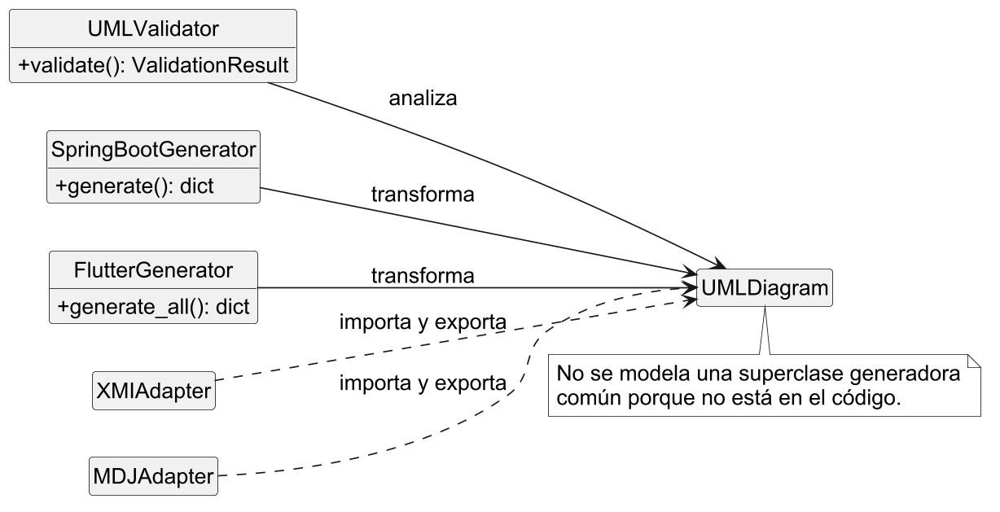 UMLValidator
+validate(): ValidationResult
analiza
SpringBootGenerator
+generate(): dict
transforma
FlutterGenerator
+generate_all(): dict
transforma
UMLDiagram
importa y exporta
XMIAdapter
importa y exporta
No se modela una superclase generadora
común porque no está en el código.
MDJAdapter